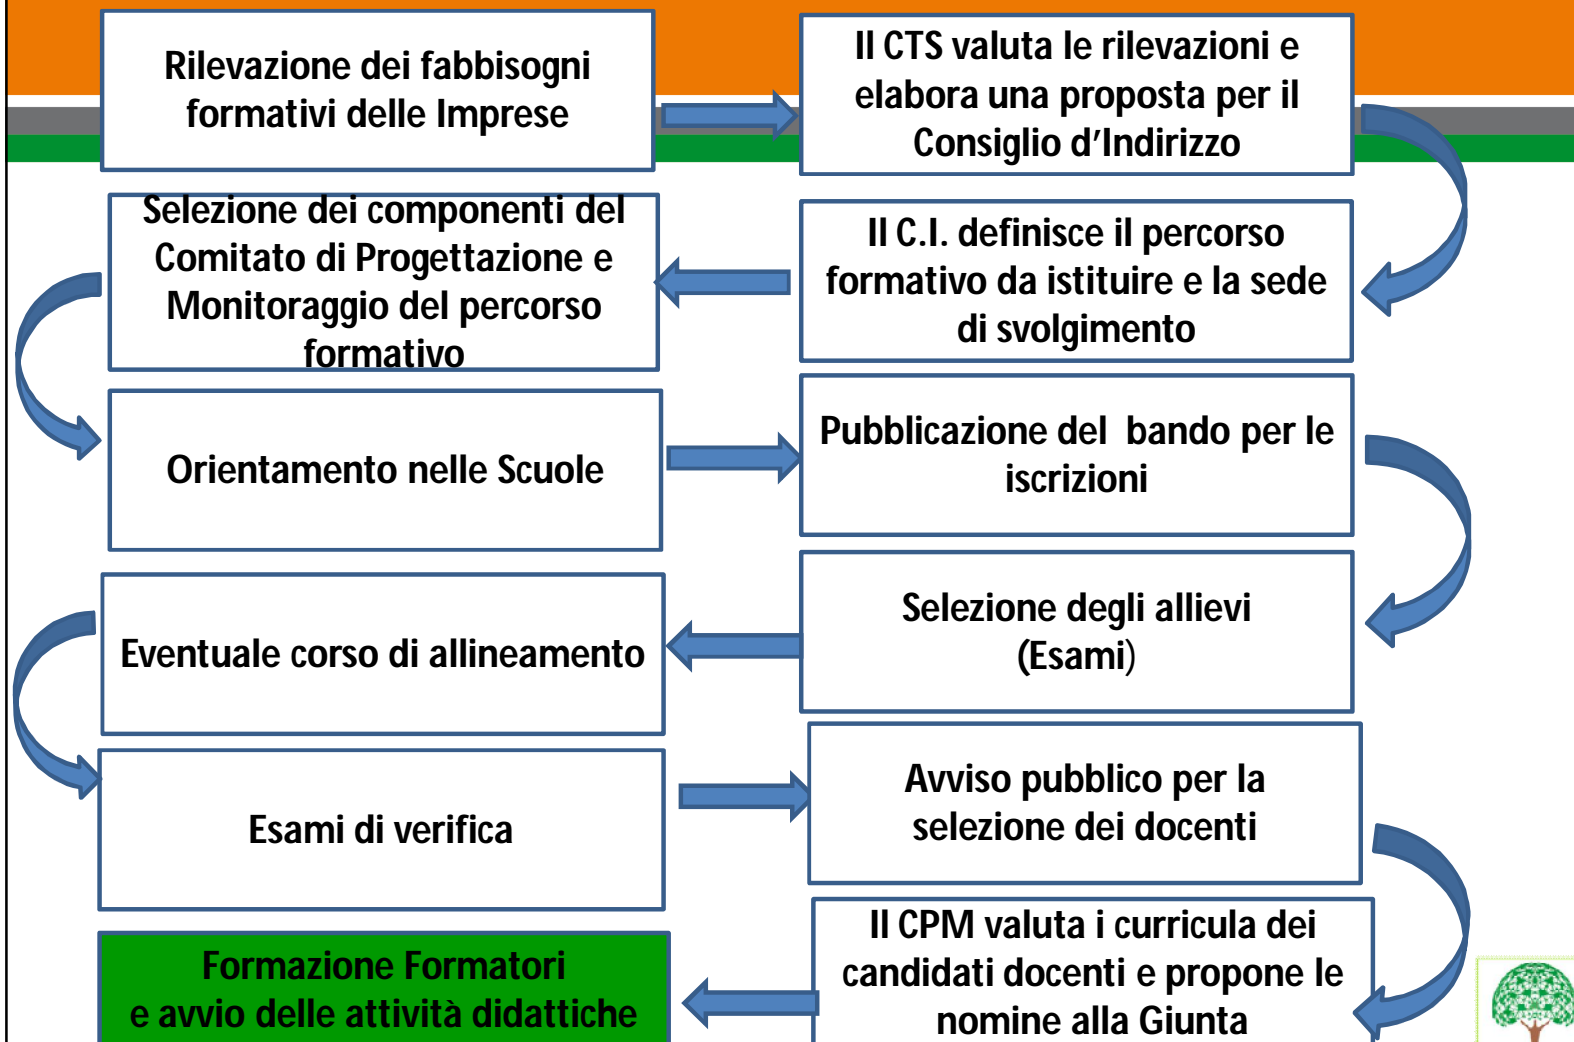 Rilevazione dei fabbisogni
formativi delle Imprese
Il CTS valuta le rilevazioni e
elabora una proposta per il
Consiglio d'Indirizzo
Il C.I. definisce il percorso
formativo da istituire e la sede
di svolgimento
Selezione dei componenti del
Comitato di Progettazione e
Monitoraggio del percorso
formativo
Orientamento nelle Scuole
Pubblicazione del bando per le
iscrizioni
Selezione degli allievi
(Esami)
Eventuale corso di allineamento
Esami di verifica
Avviso pubblico per la
selezione dei docenti
Il CPM valuta i curricula dei
candidati docenti e propone le
nomine alla Giunta
Formazione Formatori
e avvio delle attività didattiche